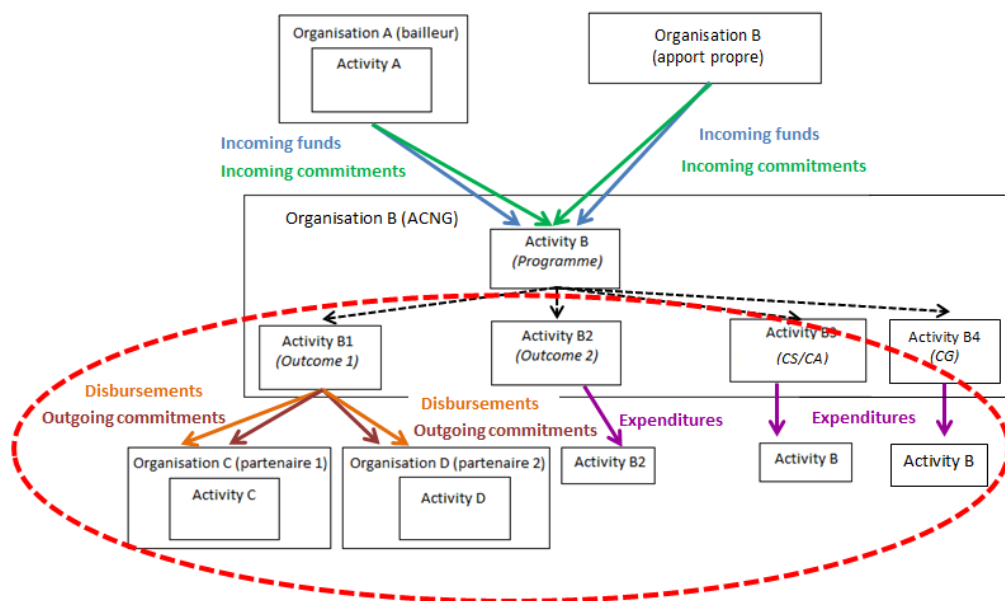 Organisation A (bailleur)
Activity A
Organisation B
(apport propre)
Incoming funds
Incoming commitments
Incoming funds
Incoming commitments
Organisation B (ACNG)
Activity B
(Programme)
Activity B1
(Outcome 1)
Activity B2
(Outcome 2)
Activity B3
(CS/CA)
Activity B4
(CG)
Disbursements
Outgoing commitments
Disbursements
Outgoing commitments
Expenditures
Expenditures
Organisation C (partenaire 1)
Activity C
Organisation D (partenaire 2)
Activity D
Activity B2
Activity B
Activity B